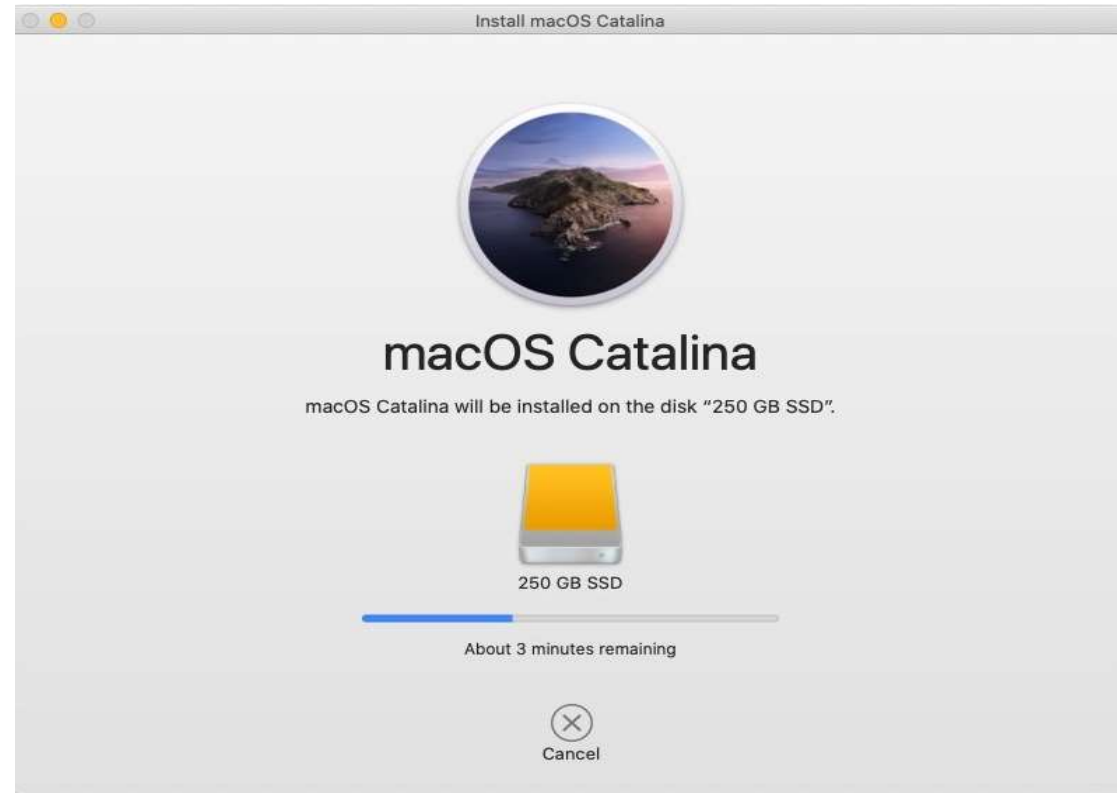 Install macOS Catalina
macOS Catalina
macOS Catalina will be installed on the disk “250 GB SSD”.
250 GB SSD
About 3 minutes remaining
Cancel